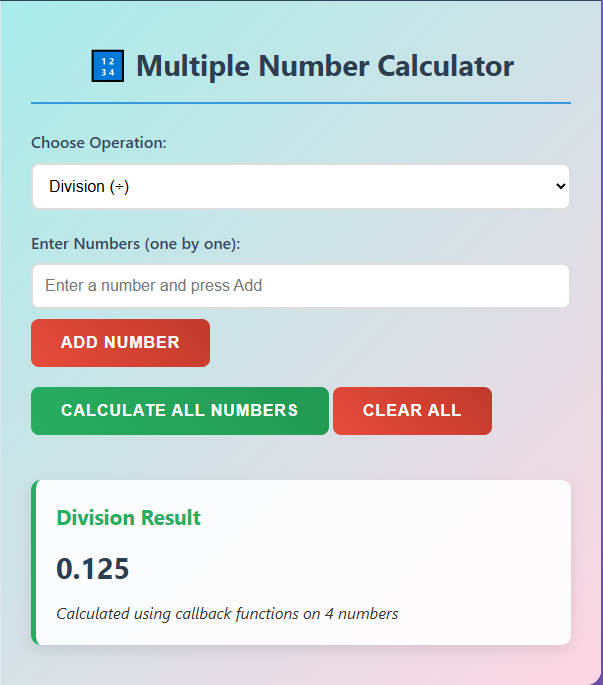 🔢 Multiple Number Calculator
Choose Operation:
Division (÷)
Enter Numbers (one by one):
Enter a number and press Add
ADD NUMBER
CALCULATE ALL NUMBERS CLEAR ALL
Division Result
0.125
Calculated using callback functions on 4 numbers